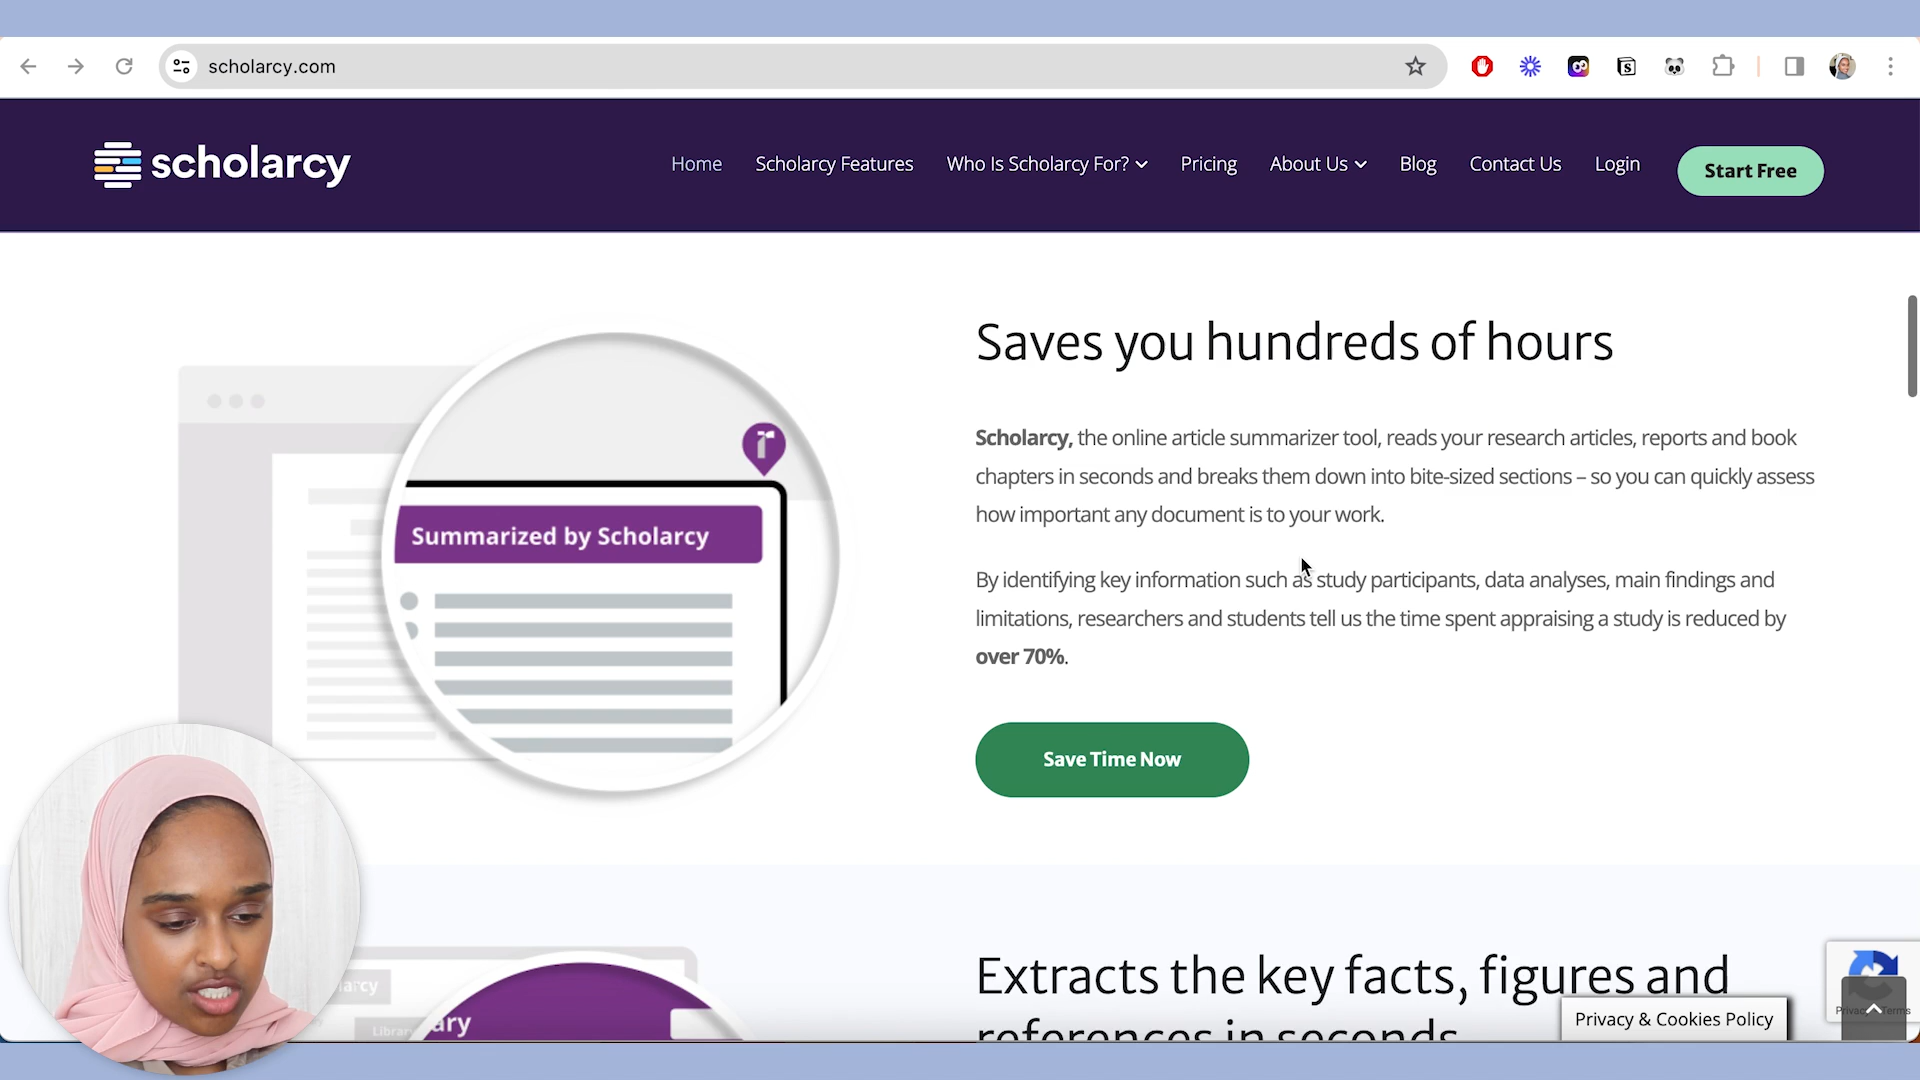 scholarcy.com
scholarcy
Home
Scholarcy Features
Who Is Scholarcy For?
Pricing
About Us
Blog
Contact Us
Login
Start Free
Saves you hundreds of hours
Scholarcy, the online article summarizer tool, reads your research articles, reports and book
chapters in seconds and breaks them down into bite-sized sections – so you can quickly assess
how important any document is to your work.
Summarized by Scholarcy
By identifying key information such as study participants, data analyses, main findings and
limitations, researchers and students tell us the time spent appraising a study is reduced by
over 70%.
Save Time Now
Extracts the key facts, figures and
references in seconds
Privacy & Cookies Policy